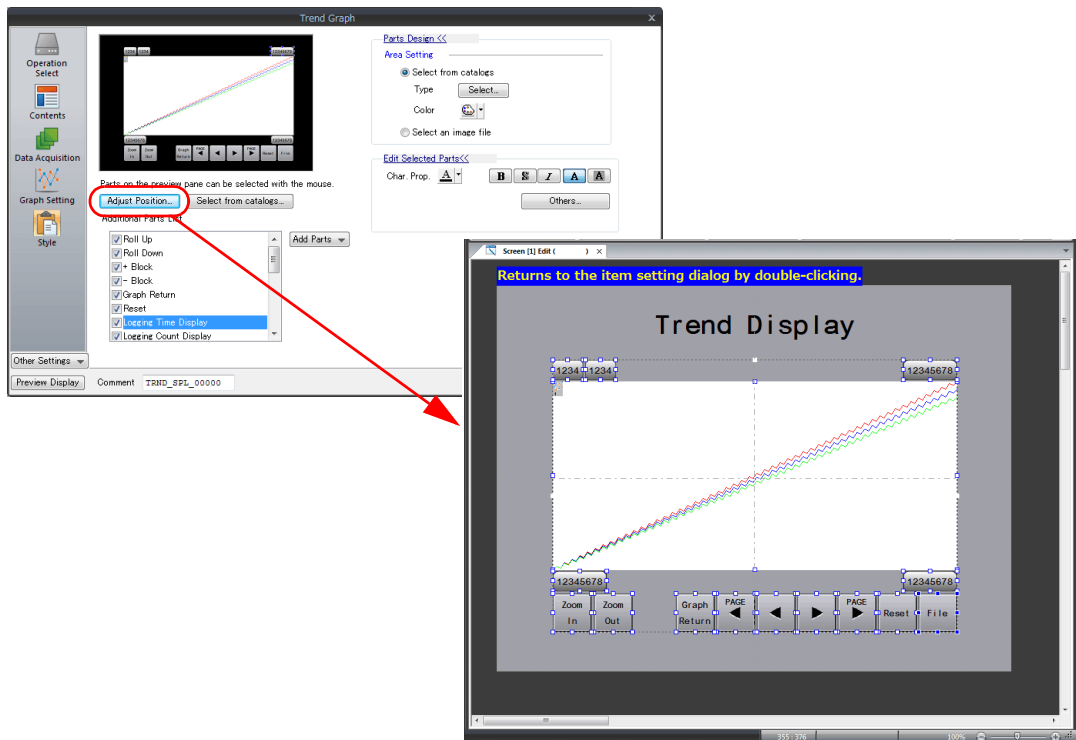 Trend Graph
x
Operation
Select
Contents
Data Acquisition
Graph Setting
Style
Other Settings
Preview Display
1234 1234 12345678
12345678 12345678
Zoom In
Zoom Out
Graph Return
PAGE
PAGE
Reset
File
Parts on the preview pane can be selected with the mouse.
Adjust Position...
Select from catalogs...
Additional Parts List
Roll Up
Roll Down
+ Block
- Block
Graph Return
Reset
Logging Time Display
Logging Count Display
Add Parts
Comment TRND_SPL_00000
Parts Design <<
Area Setting
Select from catalogs
Type Select...
Color
Select an image file
Edit Selected Parts<<
Char. Prop. A B S I A A
Others...
Screen [1] Edit ( ) ×
Returns to the item setting dialog by double-clicking.
Trend Display
1234 1234 12345678
12345678 12345678
Zoom In
Zoom Out
Graph Return
PAGE
PAGE
Reset
File
355 : 376 100%